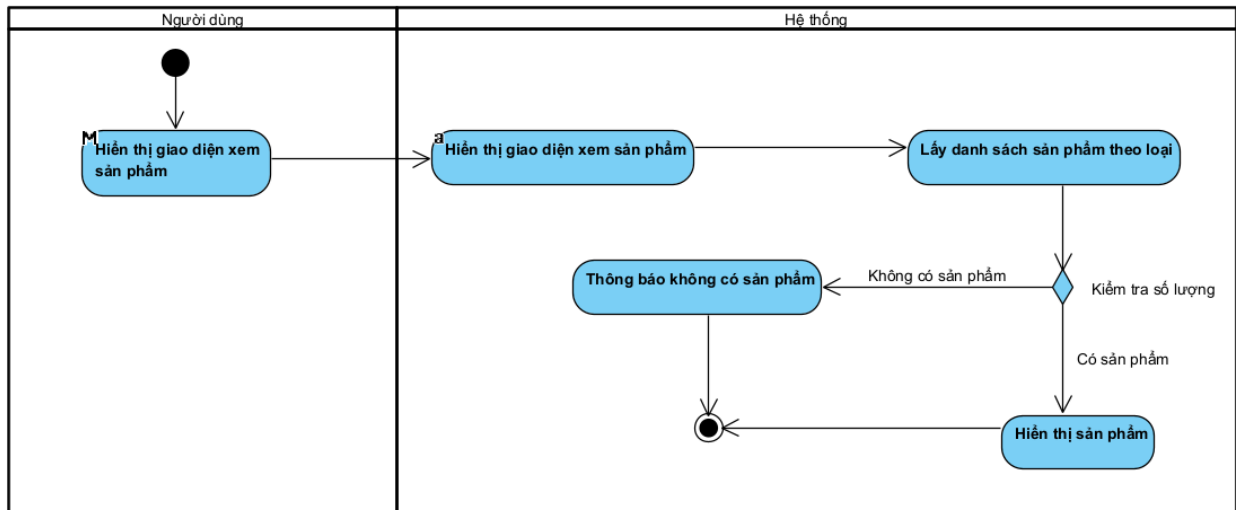 Người dùng
Hệ thống
M
Hiển thị giao diện xem
sản phẩm
a
Hiển thị giao diện xem sản phẩm
Lấy danh sách sản phẩm theo loại
Thông báo không có sản phẩm
Không có sản phẩm
Kiểm tra số lượng
Có sản phẩm
Hiển thị sản phẩm